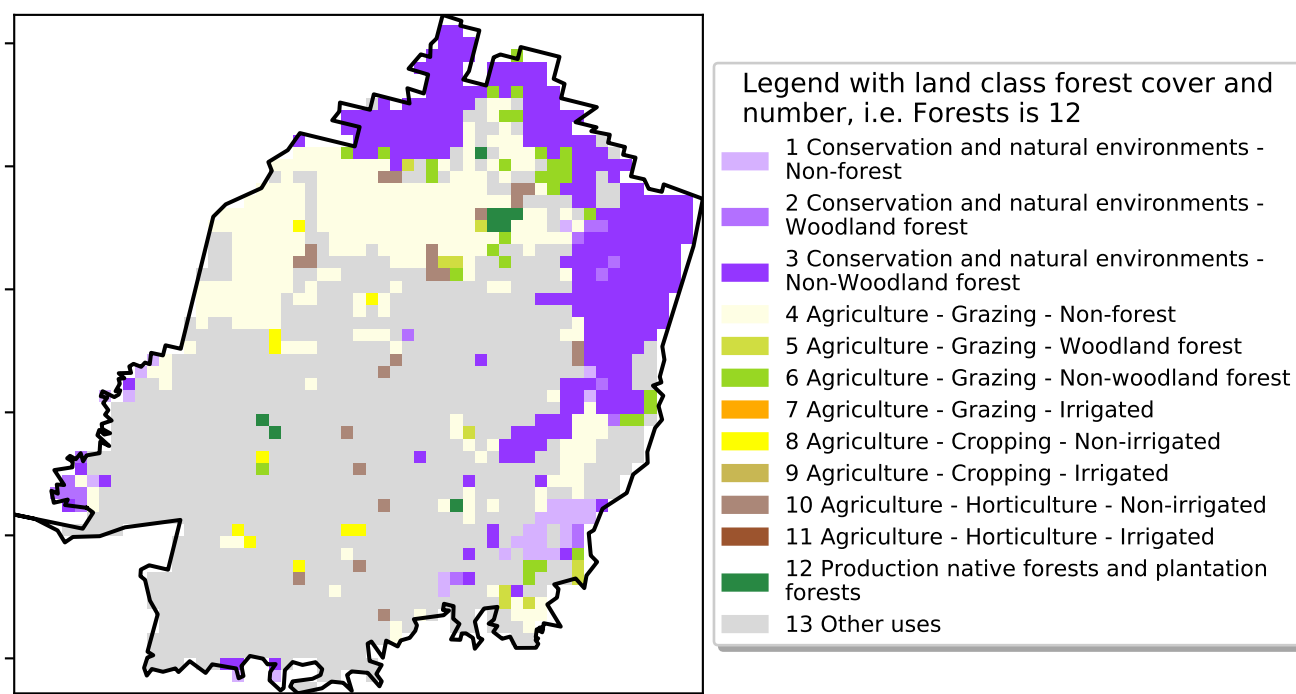 Legend with land class forest cover and
number, i.e. Forests is 12
1 Conservation and natural environments -
Non-forest
2 Conservation and natural environments -
Woodland forest
3 Conservation and natural environments -
Non-Woodland forest
4 Agriculture - Grazing - Non-forest
5 Agriculture - Grazing - Woodland forest
6 Agriculture - Grazing - Non-woodland forest
7 Agriculture - Grazing - Irrigated
8 Agriculture - Cropping - Non-irrigated
9 Agriculture - Cropping - Irrigated
10 Agriculture - Horticulture - Non-irrigated
11 Agriculture - Horticulture - Irrigated
12 Production native forests and plantation
forests
13 Other uses